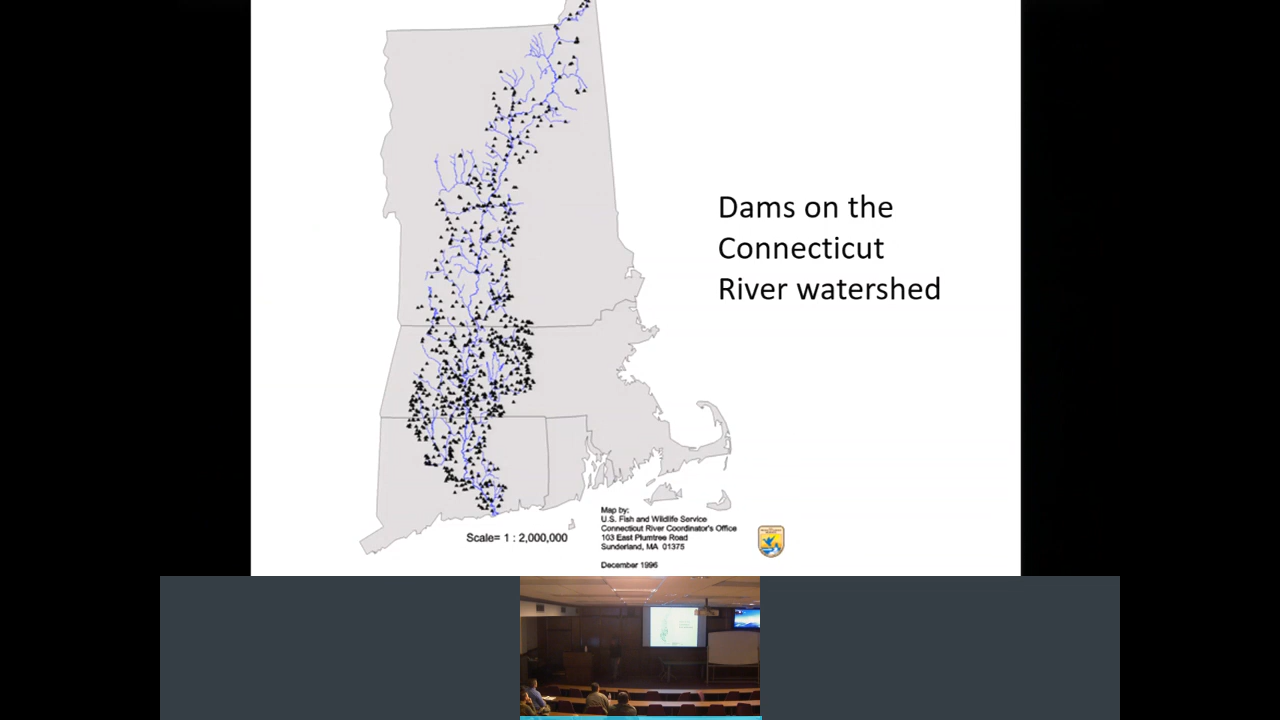 Dams on the
Connecticut
River watershed
Scale= 1 : 2,000,000
Map by:
U.S. Fish and Wildlife Service
Connecticut River Coordinator's Office
103 East Plumtree Road
Sunderland, MA 01375
December 1996